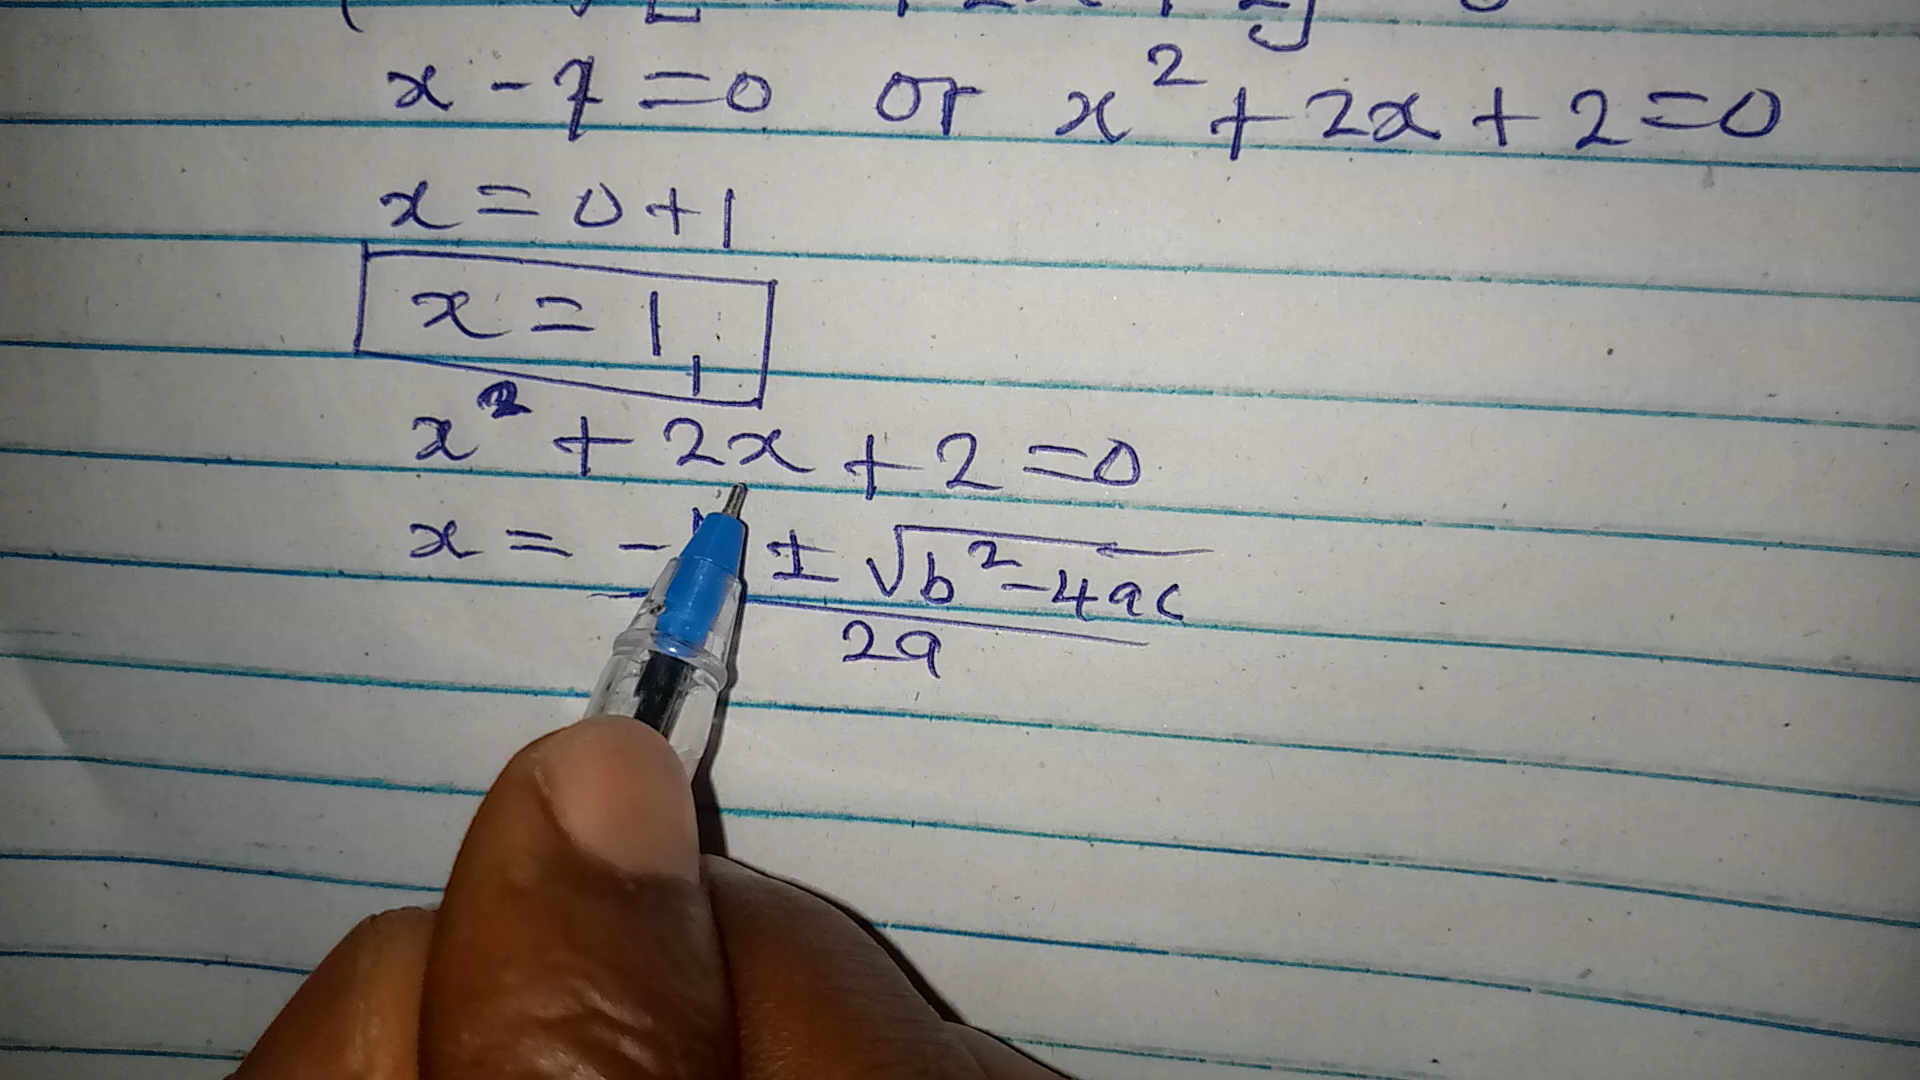 x - 1 = 0 or x² + 2x + 2 = 0
x = 0 + 1
x = 1
x² + 2x + 2 = 0
x = - ± √b² - 4ac
2a